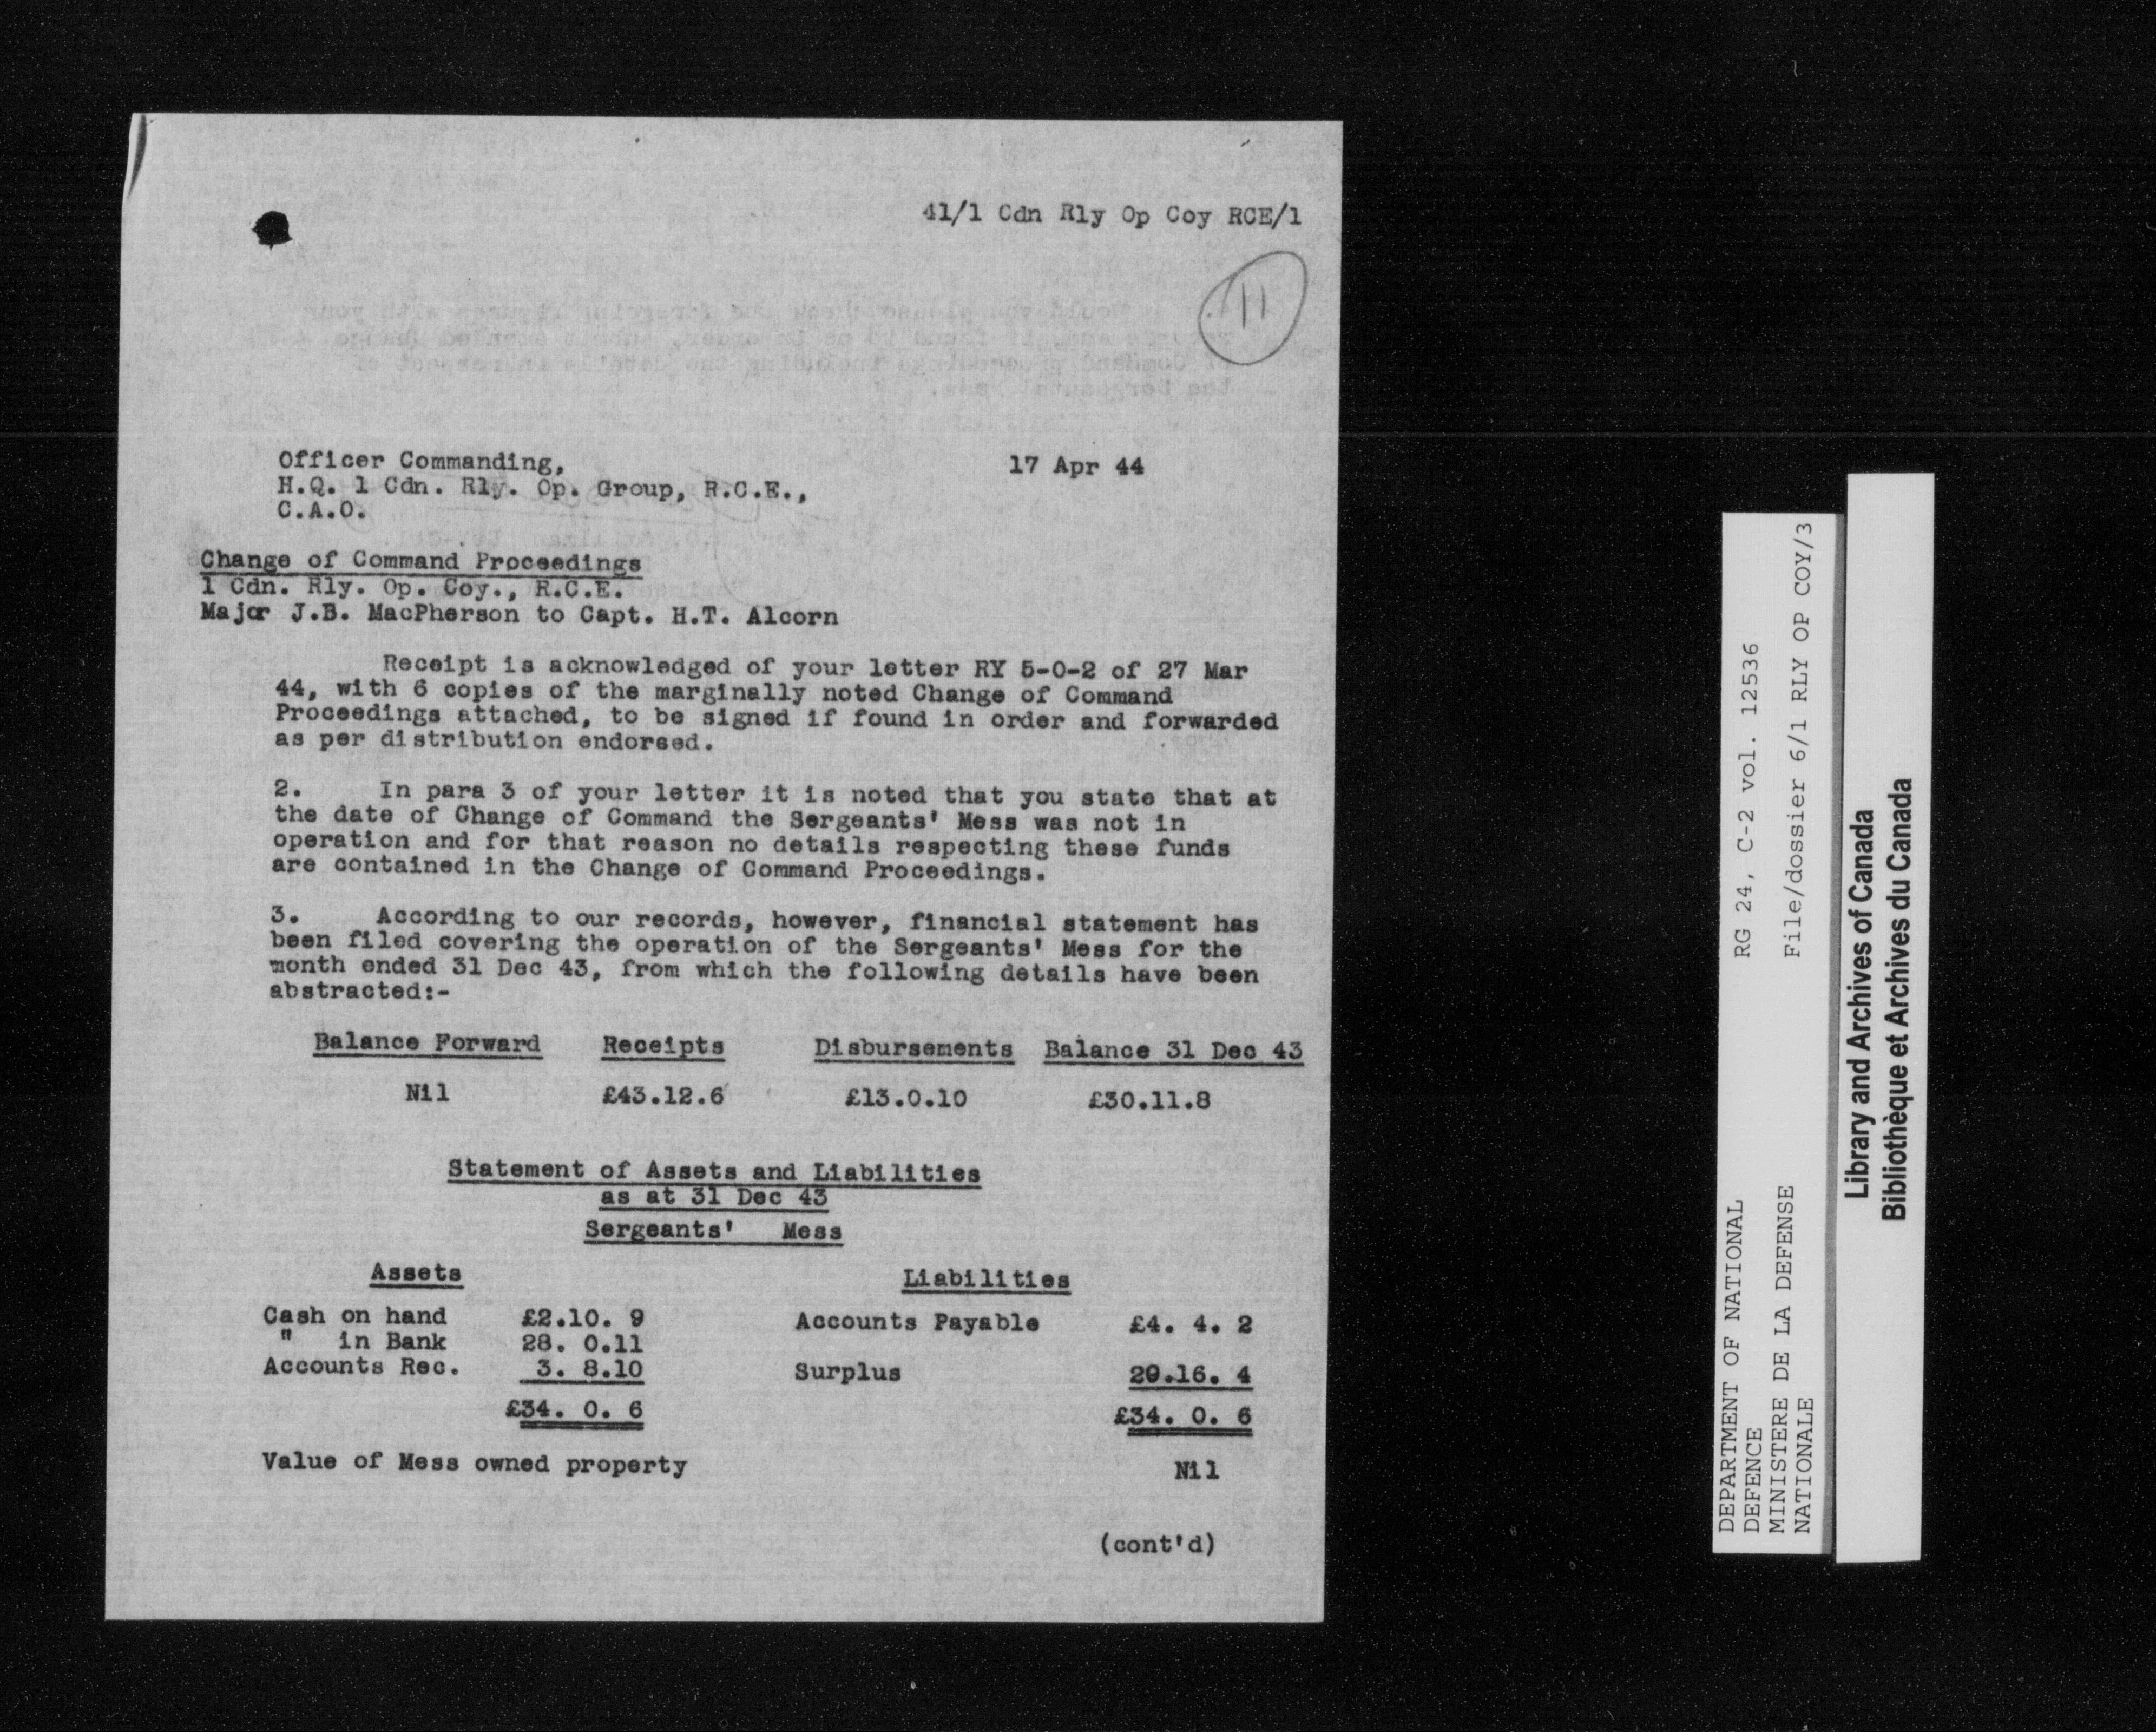 41/1 Cdn Rly Op Coy RCE/1
11
Officer Commanding,
17 Apr 44
H.Q. 1 Cdn. Rly. Op. Group, R.C.E.,
C.A.O.
Change of Command Proceedings
1 Cdn. Rly. Op. Coy., R.C.E.
Major J.B. MacPherson to Capt. H.T. Alcorn
Receipt is acknowledged of your letter RY 5-0-2 of 27 Mar
44, with 6 copies of the marginally noted Change of Command
Proceedings attached, to be signed if found in order and forwarded
as per distribution endorsed.
2. In para 3 of your letter it is noted that you state that at
the date of Change of Command the Sergeants' Mess was not in
operation and for that reason no details respecting these funds
are contained in the Change of Command Proceedings.
3. According to our records, however, financial statement has
been filed covering the operation of the Sergeants' Mess for the
month ended 31 Dec 43, from which the following details have been
abstracted:-
Balance Forward Receipts Disbursements Balance 31 Dec 43
Nil £43.12.6 £13.0.10 £30.11.8
Statement of Assets and Liabilities
as at 31 Dec 43
Sergeants' Mess
Assets Liabilities
Cash on hand £2.10. 9 Accounts Payable £4. 4. 2
" in Bank 28. 0.11
Accounts Rec. 3. 8.10 Surplus 29.16. 4
£34. 0. 6 £34. 0. 6
Value of Mess owned property Nil
(cont'd)
DEPARTMENT OF NATIONAL
DEFENCE
MINISTERE DE LA DEFENSE
NATIONALE
RG 24, C-2 vol. 12536
File/dossier 6/1 RLY OP COY/3
Library and Archives of Canada
Bibliothèque et Archives du Canada